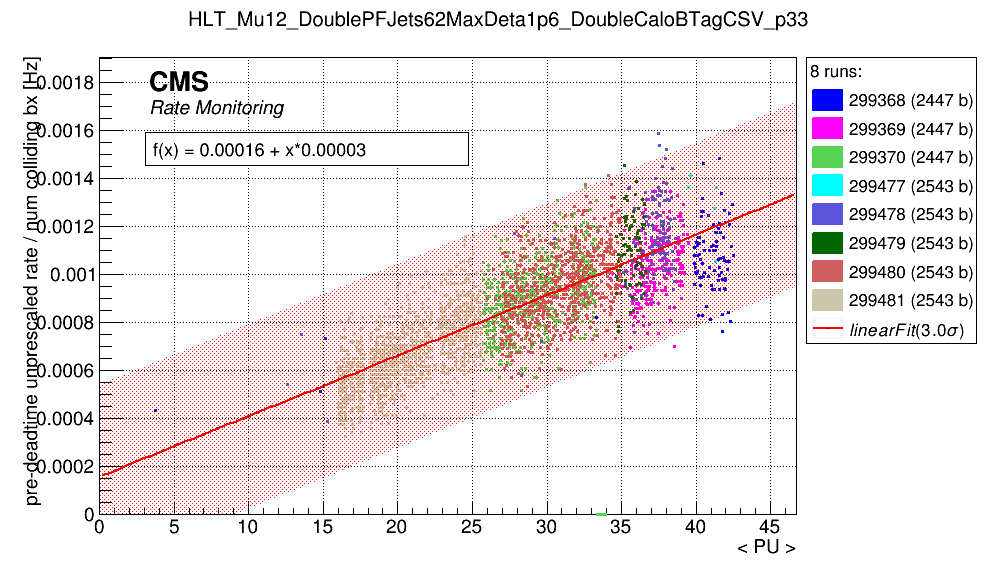 HLT_Mu12_DoublePFJets62MaxDeta1p6_DoubleCaloBTagCSV_p33
pre-deadtime unprescaled rate / num colliding bx [Hz]
CMS
Rate Monitoring
f(x) = 0.00016 + x*0.00003
0.0018
0.0016
0.0014
0.0012
0.001
0.0008
0.0006
0.0004
0.0002
0
0 5 10 15 20 25 30 35 40 45
< PU >
8 runs:
299368 (2447 b)
299369 (2447 b)
299370 (2447 b)
299477 (2543 b)
299478 (2543 b)
299479 (2543 b)
299480 (2543 b)
299481 (2543 b)
linearFit(3.0σ)